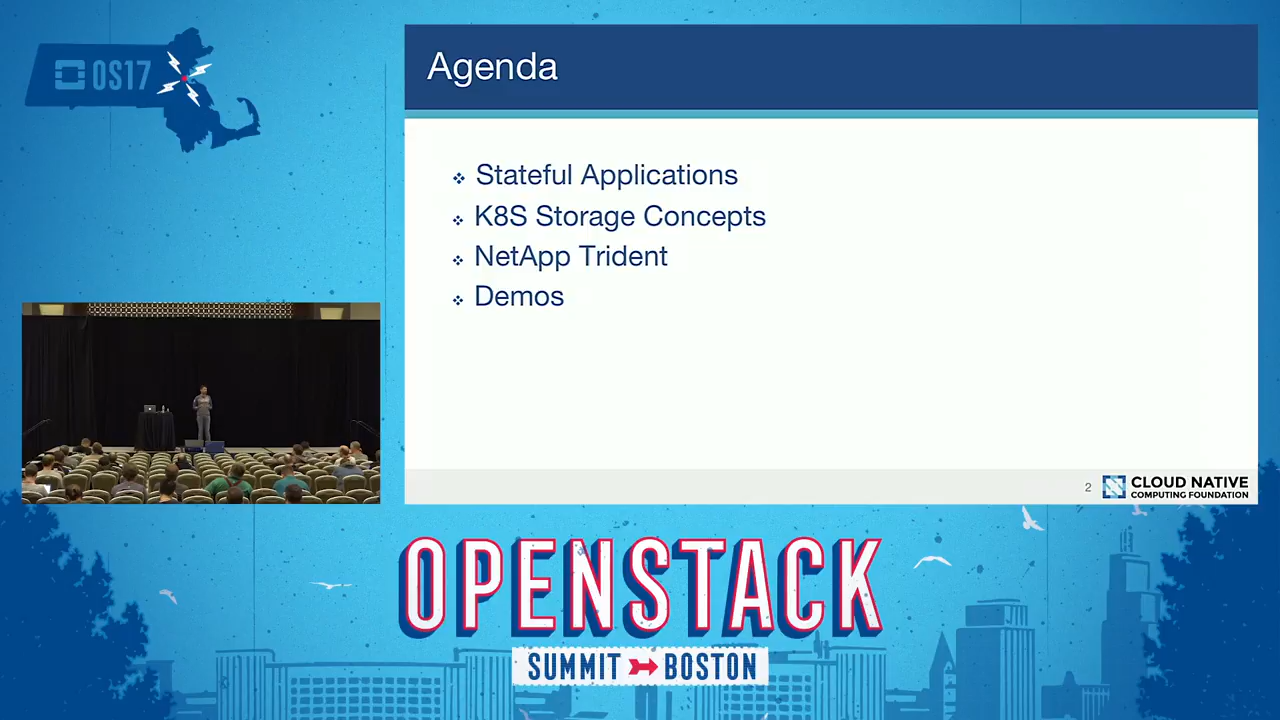 OS17
Agenda
Stateful Applications
K8S Storage Concepts
NetApp Trident
Demos
2
CLOUD NATIVE
COMPUTING FOUNDATION
OPENSTACK
SUMMIT BOSTON